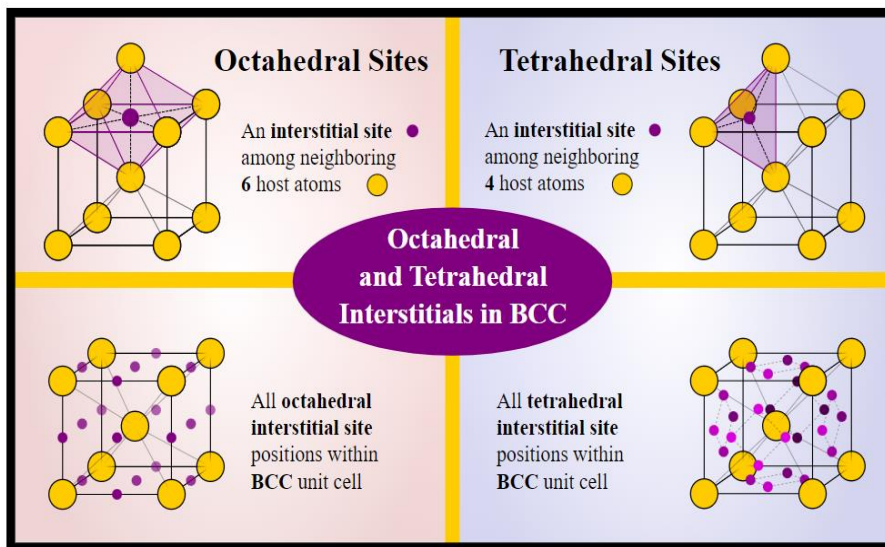 Octahedral Sites
An interstitial site
among neighboring
6 host atoms
Tetrahedral Sites
An interstitial site
among neighboring
4 host atoms
Octahedral
and Tetrahedral
Interstitials in BCC
All octahedral
interstitial site
positions within
BCC unit cell
All tetrahedral
interstitial site
positions within
BCC unit cell